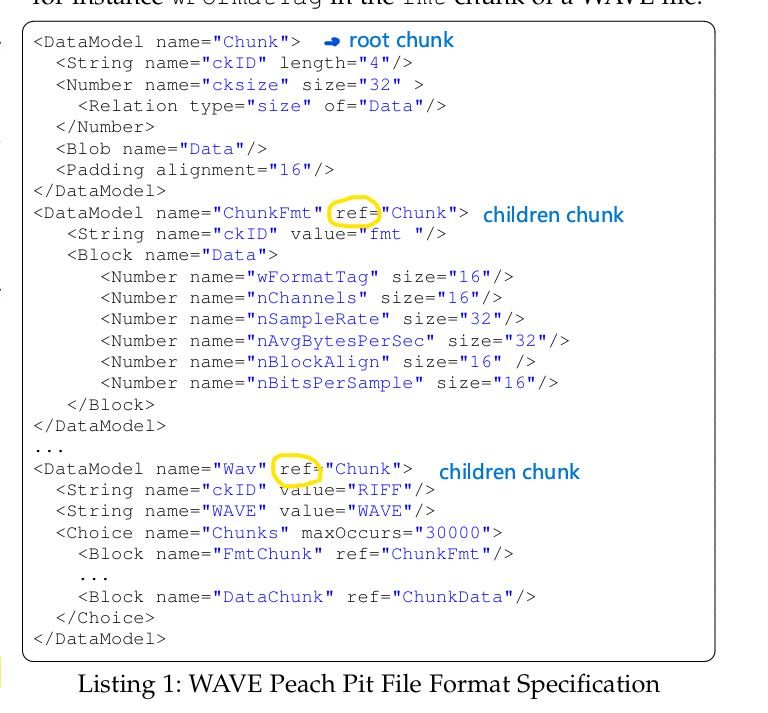 for instance wFormatTag in the fmt chunk of a WAVE file.
<DataModel name="Chunk"> root chunk
<String name="ckID" length="4"/>
<Number name="cksize" size="32" >
<Relation type="size" of="Data"/>
</Number>
<Blob name="Data"/>
<Padding alignment="16"/>
</DataModel>
<DataModel name="ChunkFmt" ref="Chunk"> children chunk
<String name="ckID" value="fmt "/>
<Block name="Data">
<Number name="wFormatTag" size="16"/>
<Number name="nChannels" size="16"/>
<Number name="nSampleRate" size="32"/>
<Number name="nAvgBytesPerSec" size="32"/>
<Number name="nBlockAlign" size="16" />
<Number name="nBitsPerSample" size="16"/>
</Block>
</DataModel>
...
<DataModel name="Wav" ref="Chunk"> children chunk
<String name="ckID" value="RIFF"/>
<String name="WAVE" value="WAVE"/>
<Choice name="Chunks" maxOccurs="30000">
<Block name="FmtChunk" ref="ChunkFmt"/>
...
<Block name="DataChunk" ref="ChunkData"/>
</Choice>
</DataModel>
Listing 1: WAVE Peach Pit File Format Specification